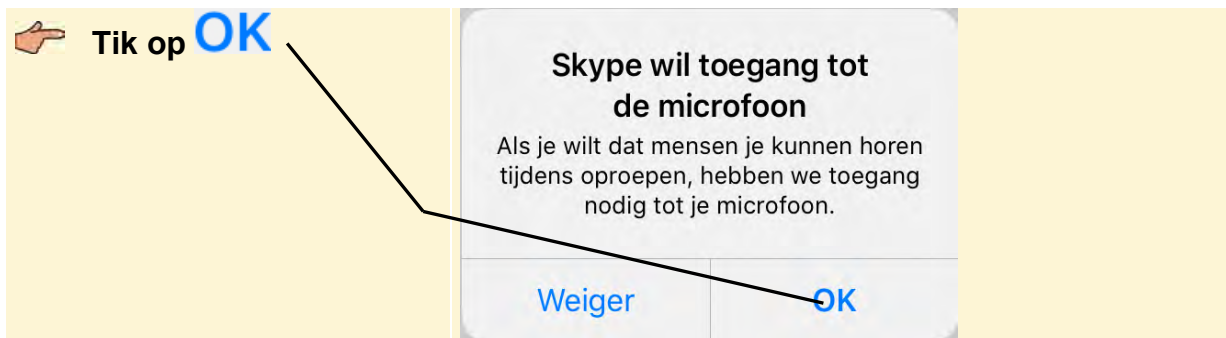 Tik op OK
Skype wil toegang tot
de microfoon
Als je wilt dat mensen je kunnen horen
tijdens oproepen, hebben we toegang
nodig tot je microfoon.
Weiger
OK